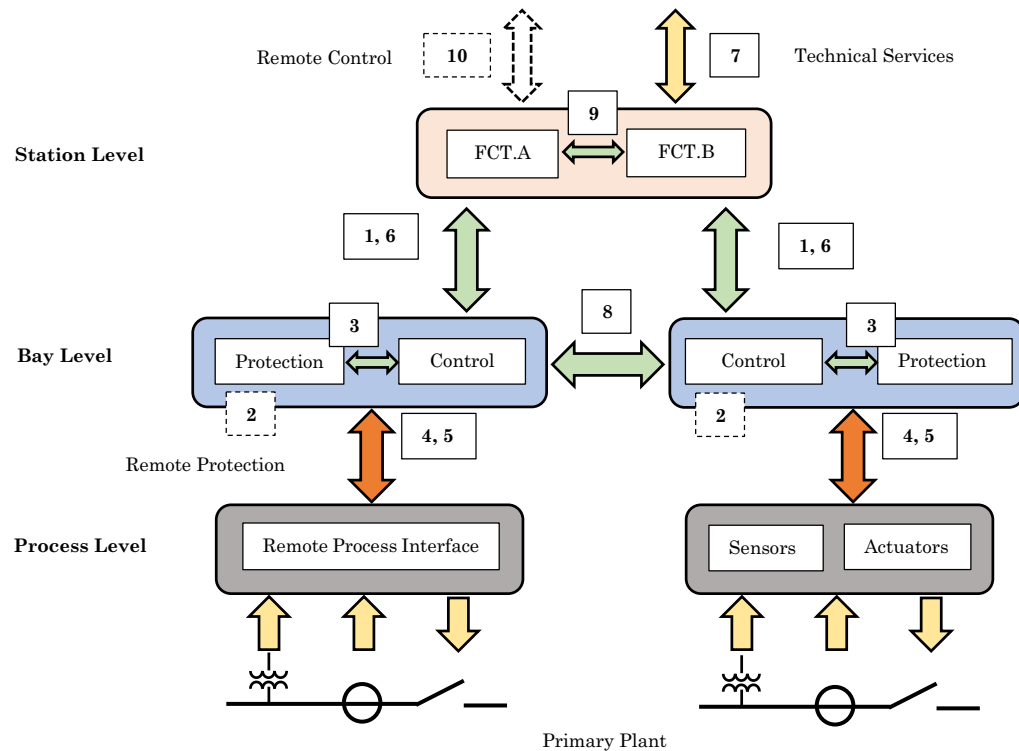 Remote Control
10
7
Technical Services
9
Station Level
FCT.A
FCT.B
1, 6
1, 6
8
3
3
Bay Level
Protection
Control
Control
Protection
2
4, 5
2
4, 5
Remote Protection
Process Level
Remote Process Interface
Sensors
Actuators
Primary Plant